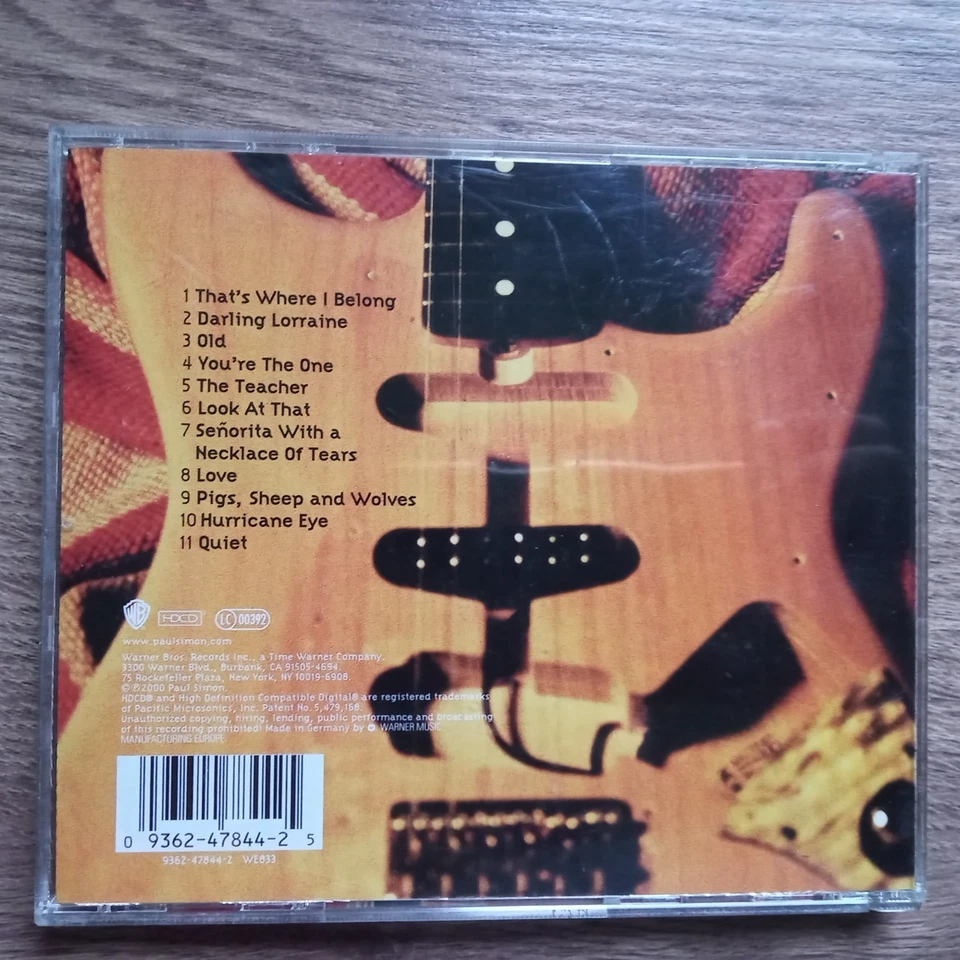 1 That's Where I Belong
2 Darling Lorraine
3 Old
4 You're The One
5 The Teacher
6 Look At That
7 Señorita With a
Necklace Of Tears
8 Love
9 Pigs, Sheep and Wolves
10 Hurricane Eye
11 Quiet
WB HDCD LC 00392
www.paulsimon.com
Warner Bros. Records Inc., a Time Warner Company.
3300 Warner Blvd., Burbank, CA 91505-4694.
75 Rockefeller Plaza, New York, NY 10019-6908.
© ℗ 2000 Paul Simon.
HDCD® and High Definition Compatible Digital® are registered trademarks
of Pacific Microsonics, Inc. Patent No. 5,479,168.
Unauthorized copying, hiring, lending, public performance and broadcasting
of this recording prohibited! Made in Germany by WARNER MUSIC
MANUFACTURING EUROPE.
0 9362-47844-2 5
9362-47844-2 WE833